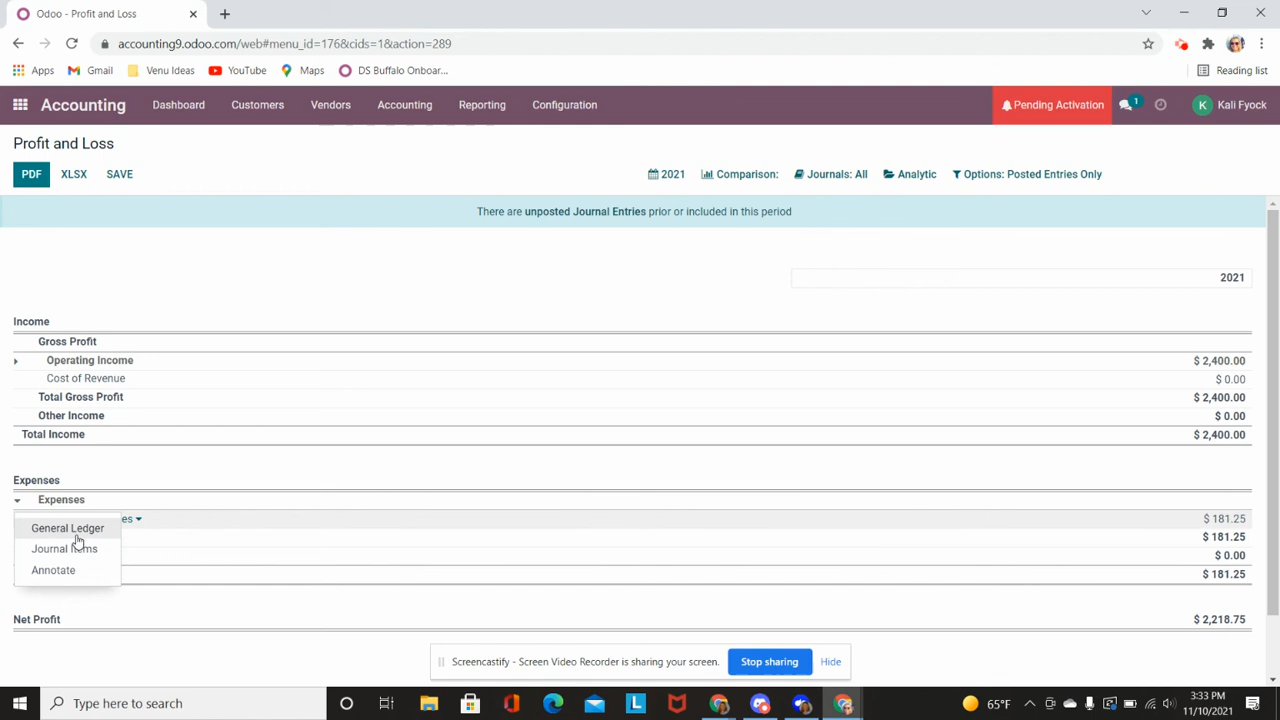 Odoo - Profit and Loss
accounting9.odoo.com/web#menu_id=176&cids=1&action=289
Apps Gmail Venu Ideas YouTube Maps DS Buffalo Onboar... Reading list
Accounting Dashboard Customers Vendors Accounting Reporting Configuration Pending Activation 1 K Kali Fyock
Profit and Loss
PDF XLSX SAVE 2021 Comparison: Journals: All Analytic Options: Posted Entries Only
There are unposted Journal Entries prior or included in this period
2021
Income
Gross Profit
Operating Income $ 2,400.00
Cost of Revenue $ 0.00
Total Gross Profit $ 2,400.00
Other Income $ 0.00
Total Income $ 2,400.00
Expenses
Expenses
es $ 181.25
General Ledger
$ 181.25
Journal Items
$ 0.00
Annotate
$ 181.25
Net Profit $ 2,218.75
Screencastify - Screen Video Recorder is sharing your screen. Stop sharing Hide
Type here to search L 65°F 3:33 PM
11/10/2021